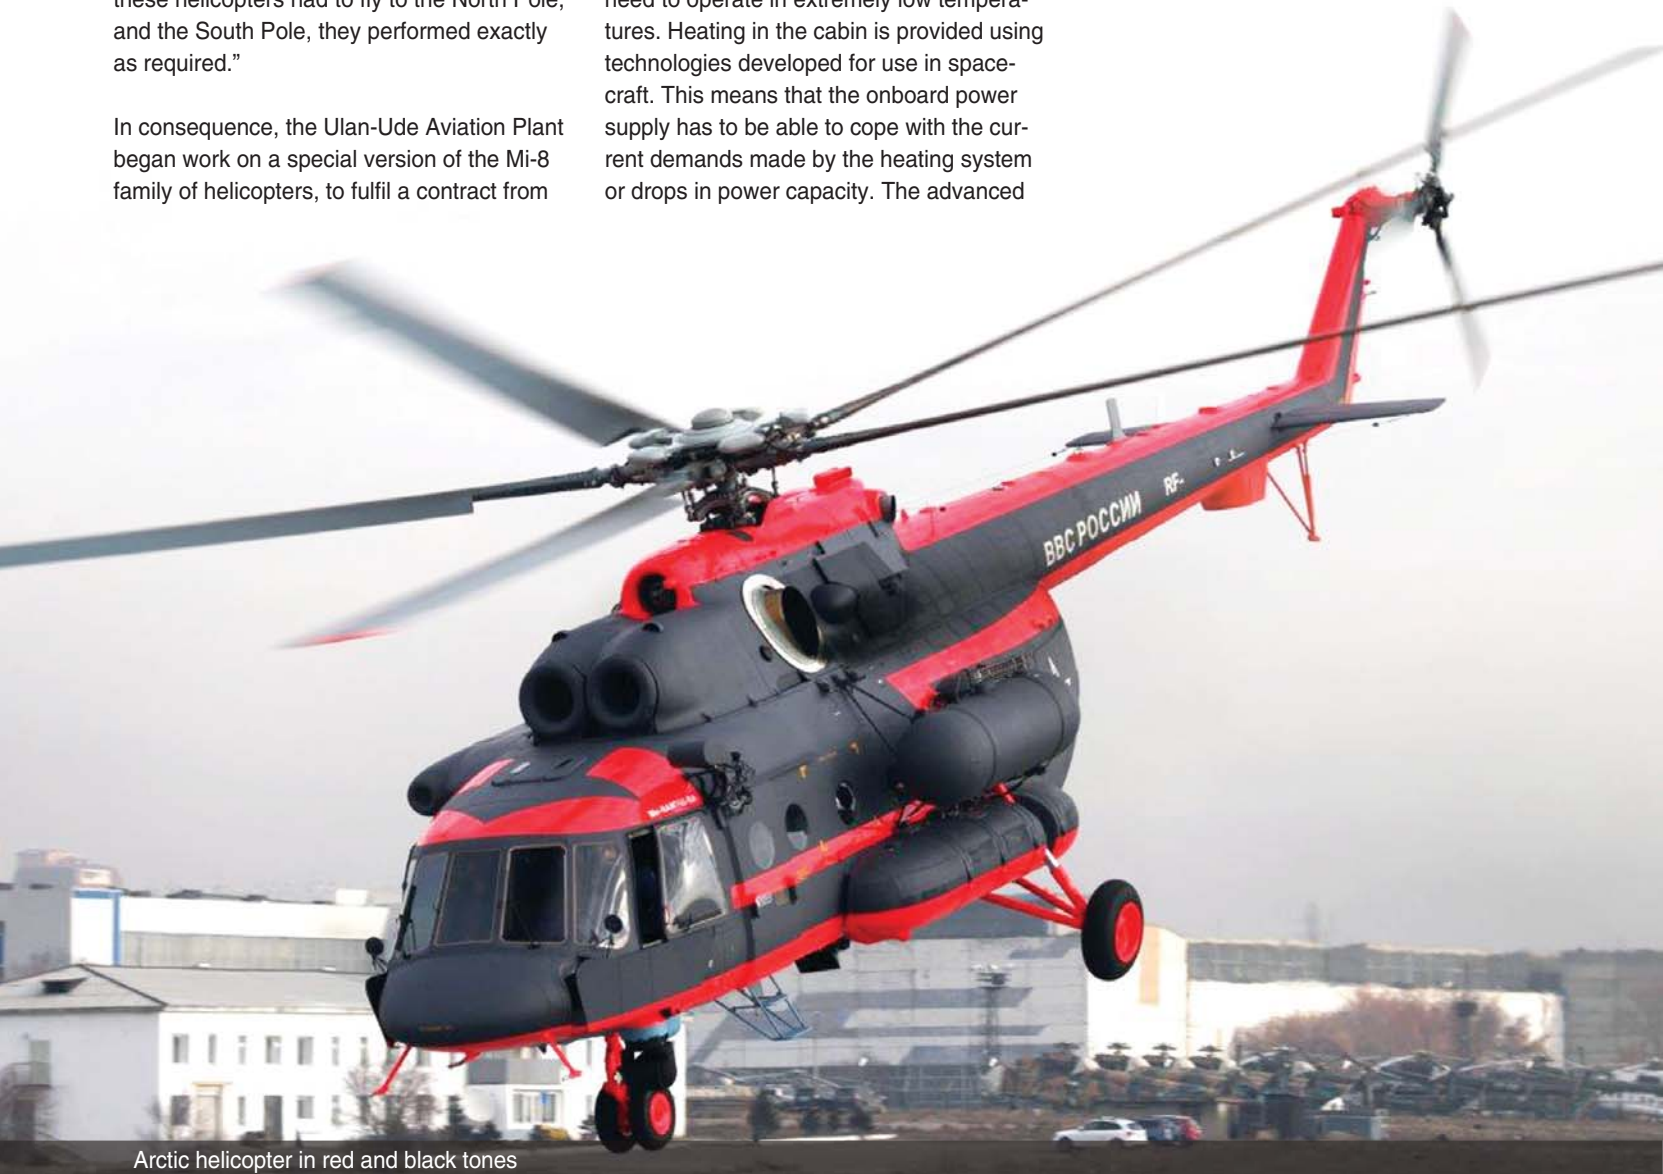 these helicopters had to fly to the North Pole,
and the South Pole, they performed exactly
as required.”
In consequence, the Ulan-Ude Aviation Plant
began work on a special version of the Mi-8
family of helicopters, to fulfil a contract from
need to operate in extremely low tempera-
tures. Heating in the cabin is provided using
technologies developed for use in space-
craft. This means that the onboard power
supply has to be able to cope with the cur-
rent demands made by the heating system
or drops in power capacity. The advanced
ВВС РОССИИ RF-
Arctic helicopter in red and black tones